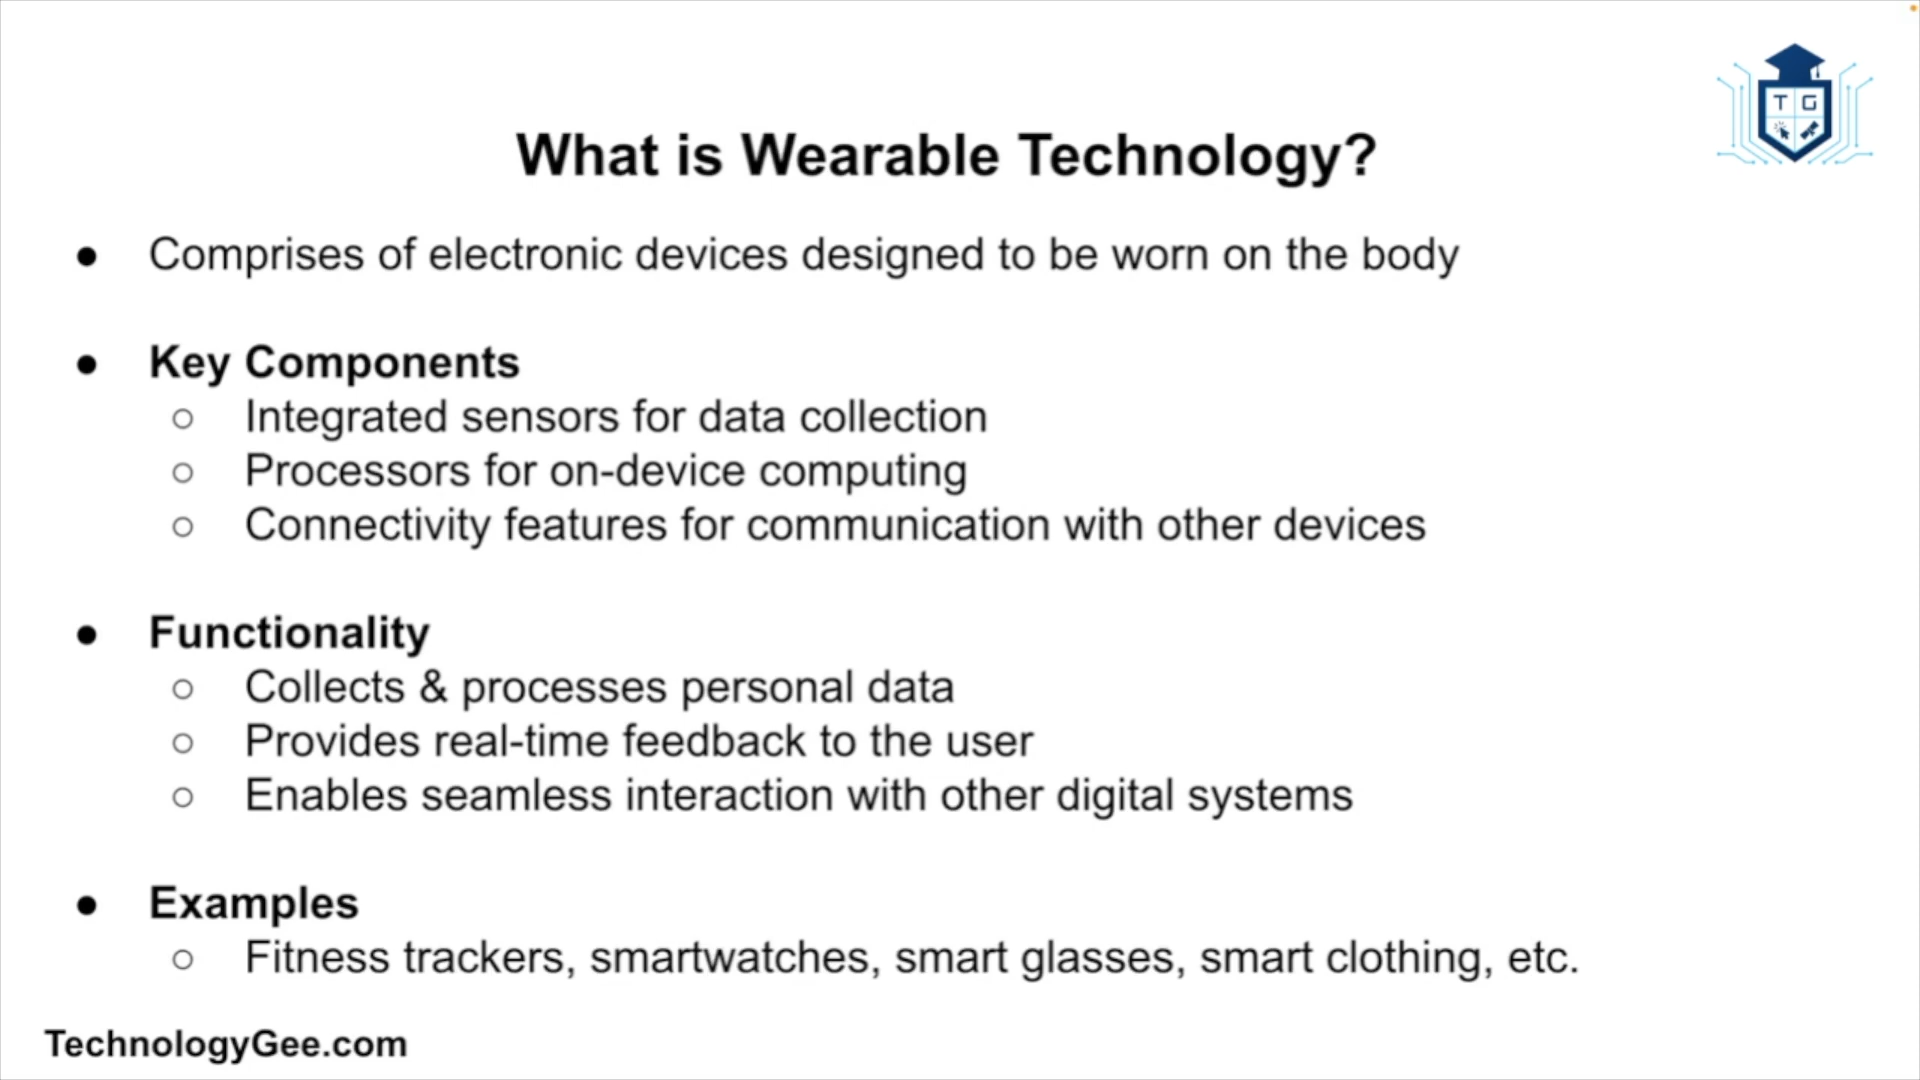 T G
What is Wearable Technology?
● Comprises of electronic devices designed to be worn on the body
● Key Components
○ Integrated sensors for data collection
○ Processors for on-device computing
○ Connectivity features for communication with other devices
● Functionality
○ Collects & processes personal data
○ Provides real-time feedback to the user
○ Enables seamless interaction with other digital systems
● Examples
○ Fitness trackers, smartwatches, smart glasses, smart clothing, etc.
TechnologyGee.com